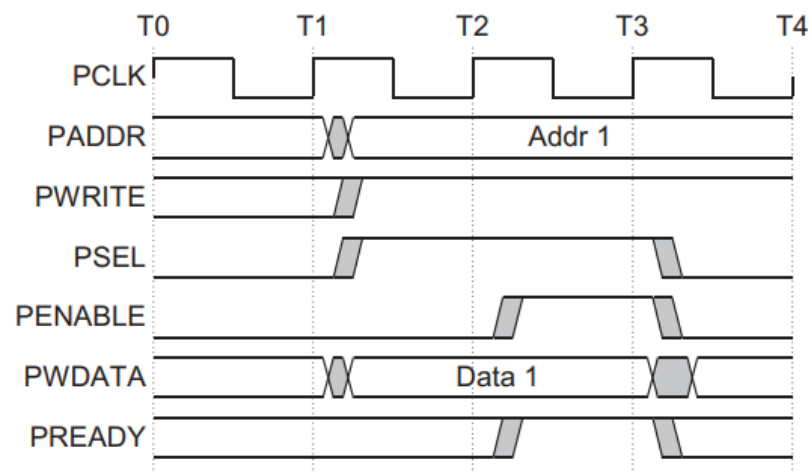 T0 T1 T2 T3 T4
PCLK
PADDR Addr 1
PWRITE
PSEL
PENABLE
PWDATA Data 1
PREADY